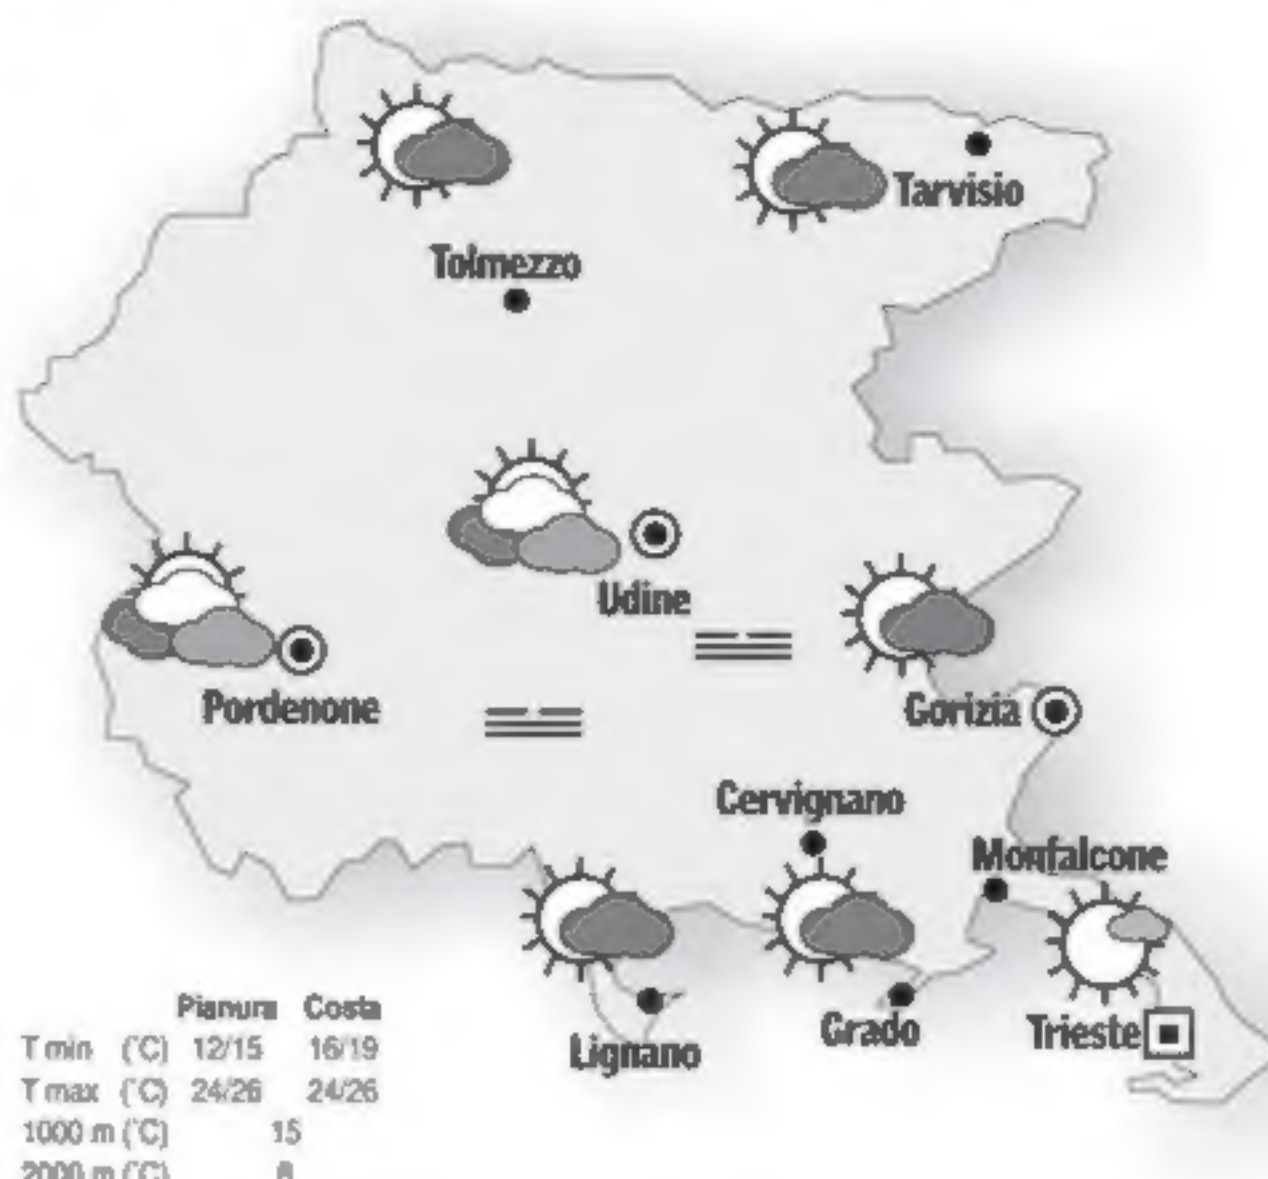 Tarvisio
Tolmezzo
Udine
Pordenone
Gorizia
Cervignano
Monfalcone
Grado
Trieste
Lignano
Pianura Costa
T min (°C) 12/15 16/19
T max (°C) 24/26 24/26
1000 m (°C) 15
2000 m (°C)